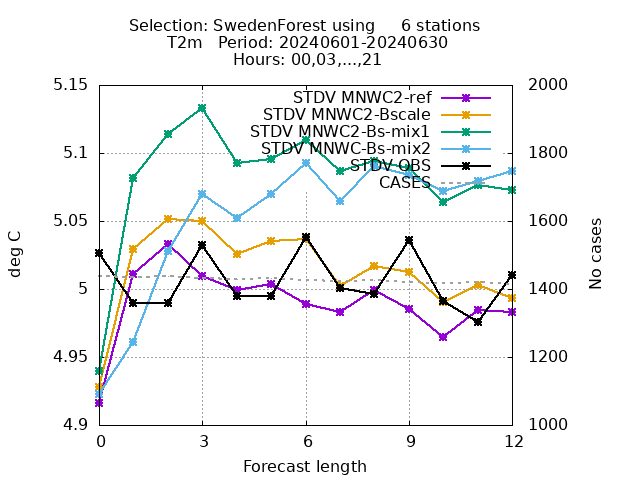 Selection: SwedenForest using     6 stations
T2m   Period: 20240601-20240630
Hours: 00,03,...,21
5.15
5.1
5.05
5
4.95
4.9
deg C
STDV MNWC2-ref
STDV MNWC2-Bscale
STDV MNWC2-Bs-mix1
STDV MNWC-Bs-mix2
STDV OBS
CASES
2000
1800
1600
1400
1200
1000
No cases
0 3 6 9 12
Forecast length